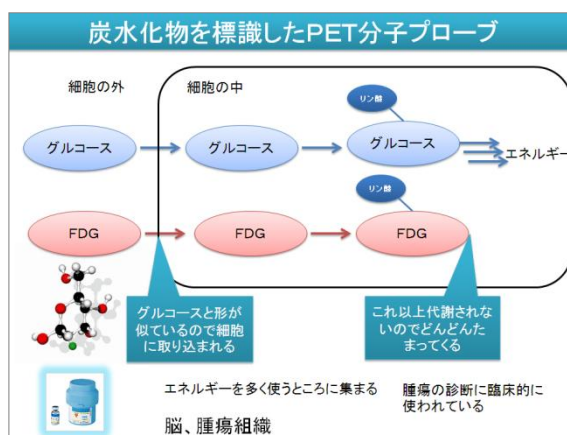 炭水化物を標識したPET分子プローブ
細胞の外
細胞の中
リン酸
グルコース
グルコース
グルコース
エネルギー
リン酸
FDG
FDG
FDG
グルコースと形が
似ているので細胞
に取り込まれる
これ以上代謝されな
いのでどんどんた
まってくる
エネルギーを多く使うところに集まる
脳、腫瘍組織
腫瘍の診断に臨床的に
使われている